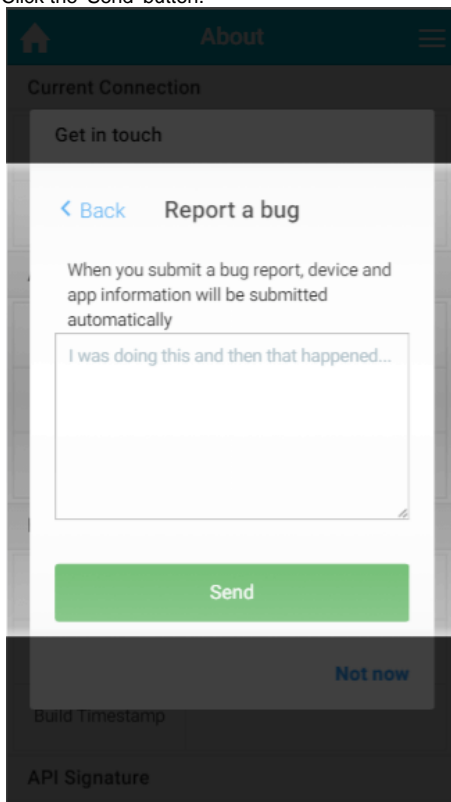 Click the 'Send' button.
About
Current Connection
Get in touch
Back
Report a bug
When you submit a bug report, device and
app information will be submitted
automatically
I was doing this and then that happened...
Send
Not now
Build Timestamp
API Signature